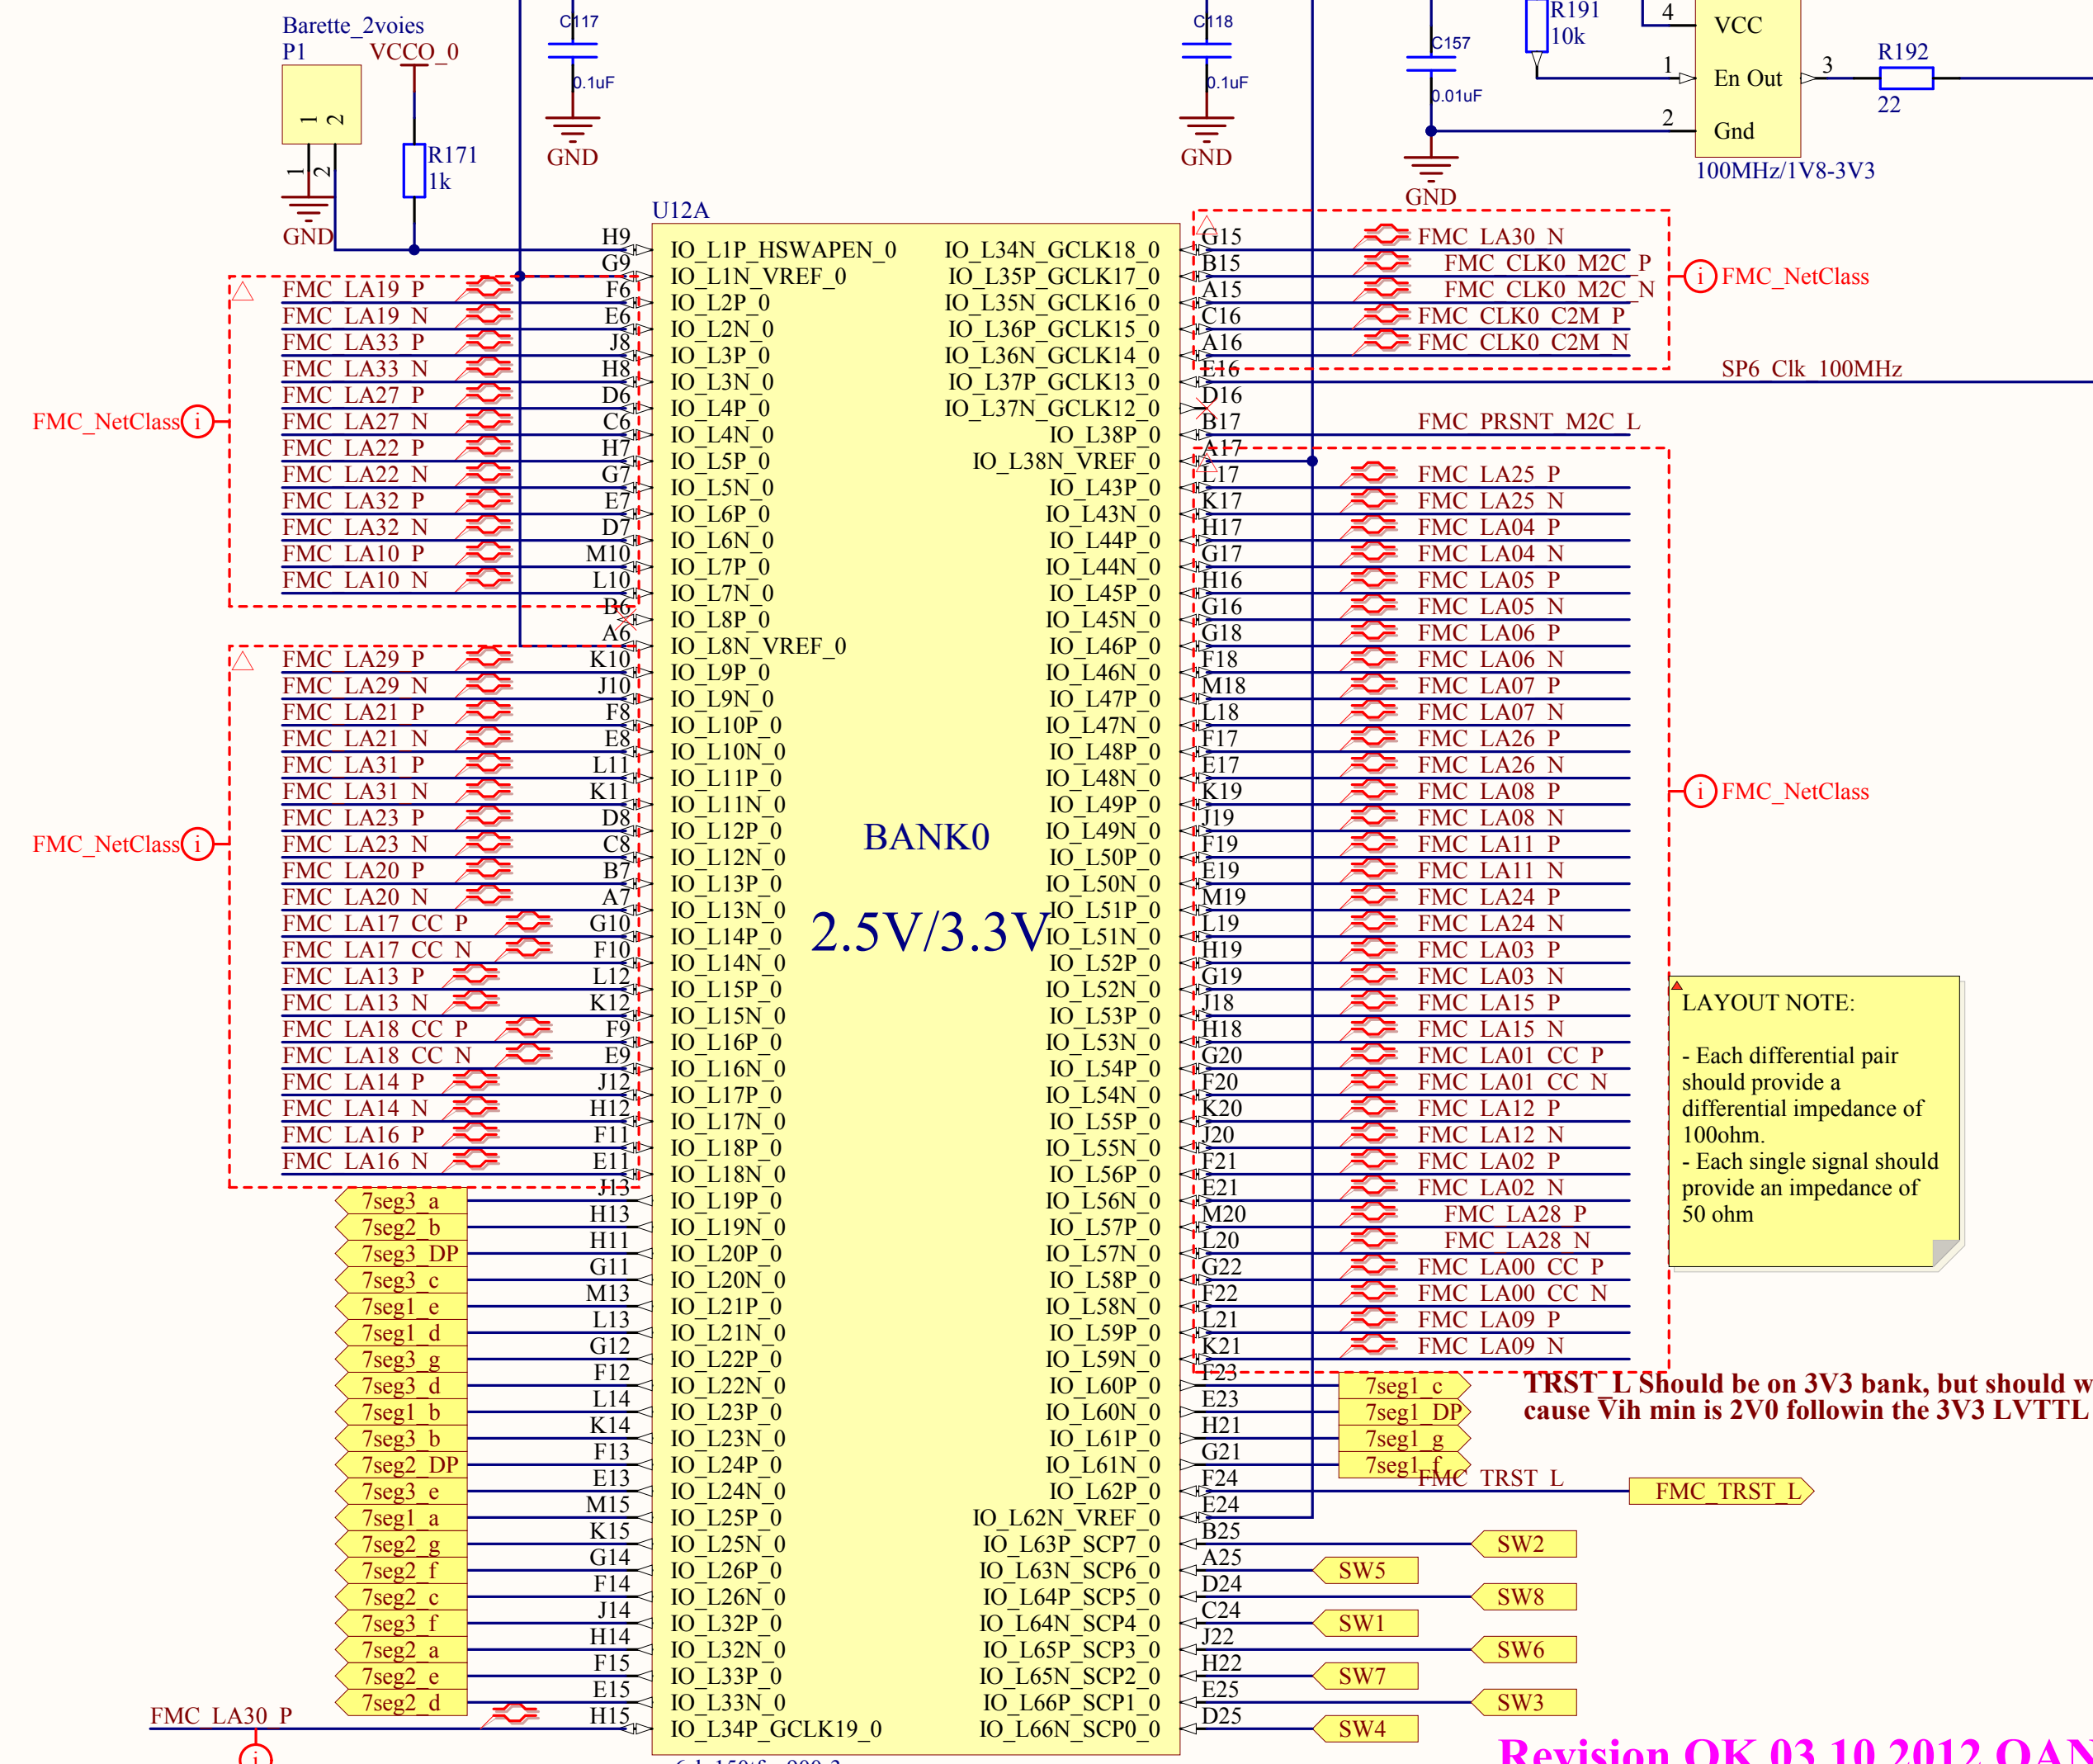 Barette_2voies
P1
VCCO_0
1
2
1
2
GND
R171
1k
C117
0.1uF
GND
C118
0.1uF
GND
C157
0.01uF
GND
R191
10k
4 VCC
1 En Out 3
2 Gnd
100MHz/1V8-3V3
R192
22
U12A
BANK0
2.5V/3.3V
H9 IO_L1P_HSWAPEN_0
G9 IO_L1N_VREF_0
FMC_LA19_P F6 IO_L2P_0
FMC_LA19_N E6 IO_L2N_0
FMC_LA33_P J8 IO_L3P_0
FMC_LA33_N H8 IO_L3N_0
FMC_LA27_P D6 IO_L4P_0
FMC_LA27_N C6 IO_L4N_0
FMC_LA22_P H7 IO_L5P_0
FMC_LA22_N G7 IO_L5N_0
FMC_LA32_P E7 IO_L6P_0
FMC_LA32_N D7 IO_L6N_0
FMC_LA10_P M10 IO_L7P_0
FMC_LA10_N L10 IO_L7N_0
FMC_NetClass i
B6 IO_L8P_0
A6 IO_L8N_VREF_0
FMC_LA29_P K10 IO_L9P_0
FMC_LA29_N J10 IO_L9N_0
FMC_LA21_P F8 IO_L10P_0
FMC_LA21_N E8 IO_L10N_0
FMC_LA31_P L11 IO_L11P_0
FMC_LA31_N K11 IO_L11N_0
FMC_LA23_P D8 IO_L12P_0
FMC_LA23_N C8 IO_L12N_0
FMC_LA20_P B7 IO_L13P_0
FMC_LA20_N A7 IO_L13N_0
FMC_LA17_CC_P G10 IO_L14P_0
FMC_LA17_CC_N F10 IO_L14N_0
FMC_LA13_P L12 IO_L15P_0
FMC_LA13_N K12 IO_L15N_0
FMC_LA18_CC_P F9 IO_L16P_0
FMC_LA18_CC_N E9 IO_L16N_0
FMC_LA14_P J12 IO_L17P_0
FMC_LA14_N H12 IO_L17N_0
FMC_LA16_P F11 IO_L18P_0
FMC_LA16_N E11 IO_L18N_0
FMC_NetClass i
7seg3_a J13 IO_L19P_0
7seg2_b H13 IO_L19N_0
7seg3_DP H11 IO_L20P_0
7seg3_c G11 IO_L20N_0
7seg1_e M13 IO_L21P_0
7seg1_d L13 IO_L21N_0
7seg3_g G12 IO_L22P_0
7seg3_d F12 IO_L22N_0
7seg1_b L14 IO_L23P_0
7seg3_b K14 IO_L23N_0
7seg2_DP F13 IO_L24P_0
7seg3_e E13 IO_L24N_0
7seg1_a M15 IO_L25P_0
7seg2_g K15 IO_L25N_0
7seg2_f G14 IO_L26P_0
7seg2_c F14 IO_L26N_0
7seg3_f J14 IO_L32P_0
7seg2_a H14 IO_L32N_0
7seg2_e F15 IO_L33P_0
7seg2_d E15 IO_L33N_0
FMC_LA30_P H15 IO_L34P_GCLK19_0
i
IO_L34N_GCLK18_0 G15 FMC_LA30_N
IO_L35P_GCLK17_0 B15 FMC_CLK0_M2C_P
IO_L35N_GCLK16_0 A15 FMC_CLK0_M2C_N
IO_L36P_GCLK15_0 C16 FMC_CLK0_C2M_P
IO_L36N_GCLK14_0 A16 FMC_CLK0_C2M_N
i FMC_NetClass
IO_L37P_GCLK13_0 E16 SP6_Clk_100MHz
IO_L37N_GCLK12_0 D16
IO_L38P_0 B17 FMC_PRSNT_M2C_L
IO_L38N_VREF_0 A17
IO_L43P_0 L17 FMC_LA25_P
IO_L43N_0 K17 FMC_LA25_N
IO_L44P_0 H17 FMC_LA04_P
IO_L44N_0 G17 FMC_LA04_N
IO_L45P_0 H16 FMC_LA05_P
IO_L45N_0 G16 FMC_LA05_N
IO_L46P_0 G18 FMC_LA06_P
IO_L46N_0 F18 FMC_LA06_N
IO_L47P_0 M18 FMC_LA07_P
IO_L47N_0 L18 FMC_LA07_N
IO_L48P_0 F17 FMC_LA26_P
IO_L48N_0 E17 FMC_LA26_N
IO_L49P_0 K19 FMC_LA08_P
IO_L49N_0 J19 FMC_LA08_N
IO_L50P_0 F19 FMC_LA11_P
IO_L50N_0 E19 FMC_LA11_N
IO_L51P_0 M19 FMC_LA24_P
IO_L51N_0 L19 FMC_LA24_N
IO_L52P_0 H19 FMC_LA03_P
IO_L52N_0 G19 FMC_LA03_N
IO_L53P_0 J18 FMC_LA15_P
IO_L53N_0 H18 FMC_LA15_N
IO_L54P_0 G20 FMC_LA01_CC_P
IO_L54N_0 F20 FMC_LA01_CC_N
IO_L55P_0 K20 FMC_LA12_P
IO_L55N_0 J20 FMC_LA12_N
IO_L56P_0 F21 FMC_LA02_P
IO_L56N_0 E21 FMC_LA02_N
IO_L57P_0 M20 FMC_LA28_P
IO_L57N_0 L20 FMC_LA28_N
IO_L58P_0 G22 FMC_LA00_CC_P
IO_L58N_0 F22 FMC_LA00_CC_N
IO_L59P_0 L21 FMC_LA09_P
IO_L59N_0 K21 FMC_LA09_N
i FMC_NetClass
IO_L60P_0 F23 7seg1_c
IO_L60N_0 E23 7seg1_DP
IO_L61P_0 H21 7seg1_g
IO_L61N_0 G21 7seg1_f
IO_L62P_0 F24 FMC_TRST_L FMC_TRST_L
IO_L62N_VREF_0 E24
IO_L63P_SCP7_0 B25 SW2
IO_L63N_SCP6_0 A25 SW5
IO_L64P_SCP5_0 D24 SW8
IO_L64N_SCP4_0 C24 SW1
IO_L65P_SCP3_0 J22 SW6
IO_L65N_SCP2_0 H22 SW7
IO_L66P_SCP1_0 E25 SW3
IO_L66N_SCP0_0 D25 SW4
LAYOUT NOTE:
- Each differential pair
should provide a
differential impedance of
100ohm.
- Each single signal should
provide an impedance of
50 ohm
TRST_L Should be on 3V3 bank, but should w
cause Vih min is 2V0 followin the 3V3 LVTTL
Revision OK 03.10.2012 OAN